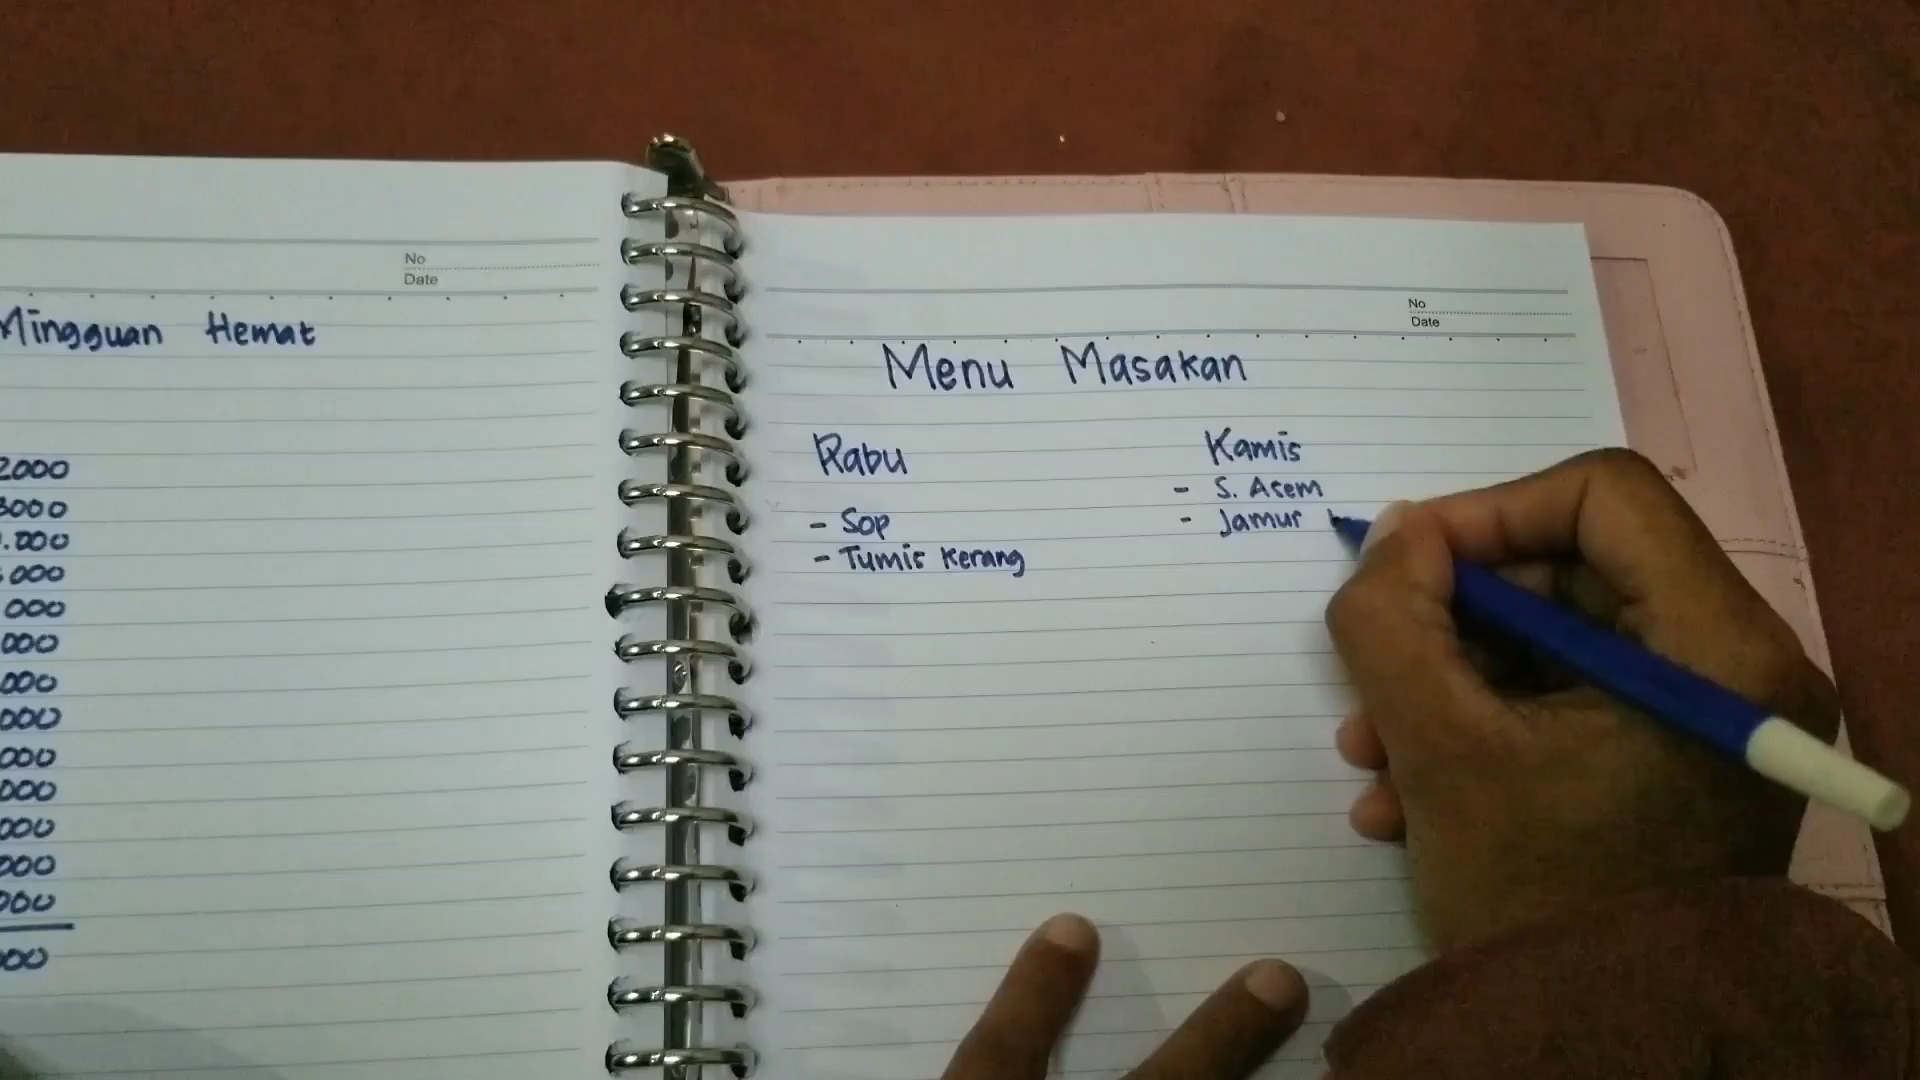 No
Date
Mingguan Hemat
2000
3000
.000
000
000
000
000
000
000
000
000
000
000
00
No
Date
Menu Masakan
Rabu
- Sop
- Tumis Kerang
Kamis
- S. Asem
- Jamur